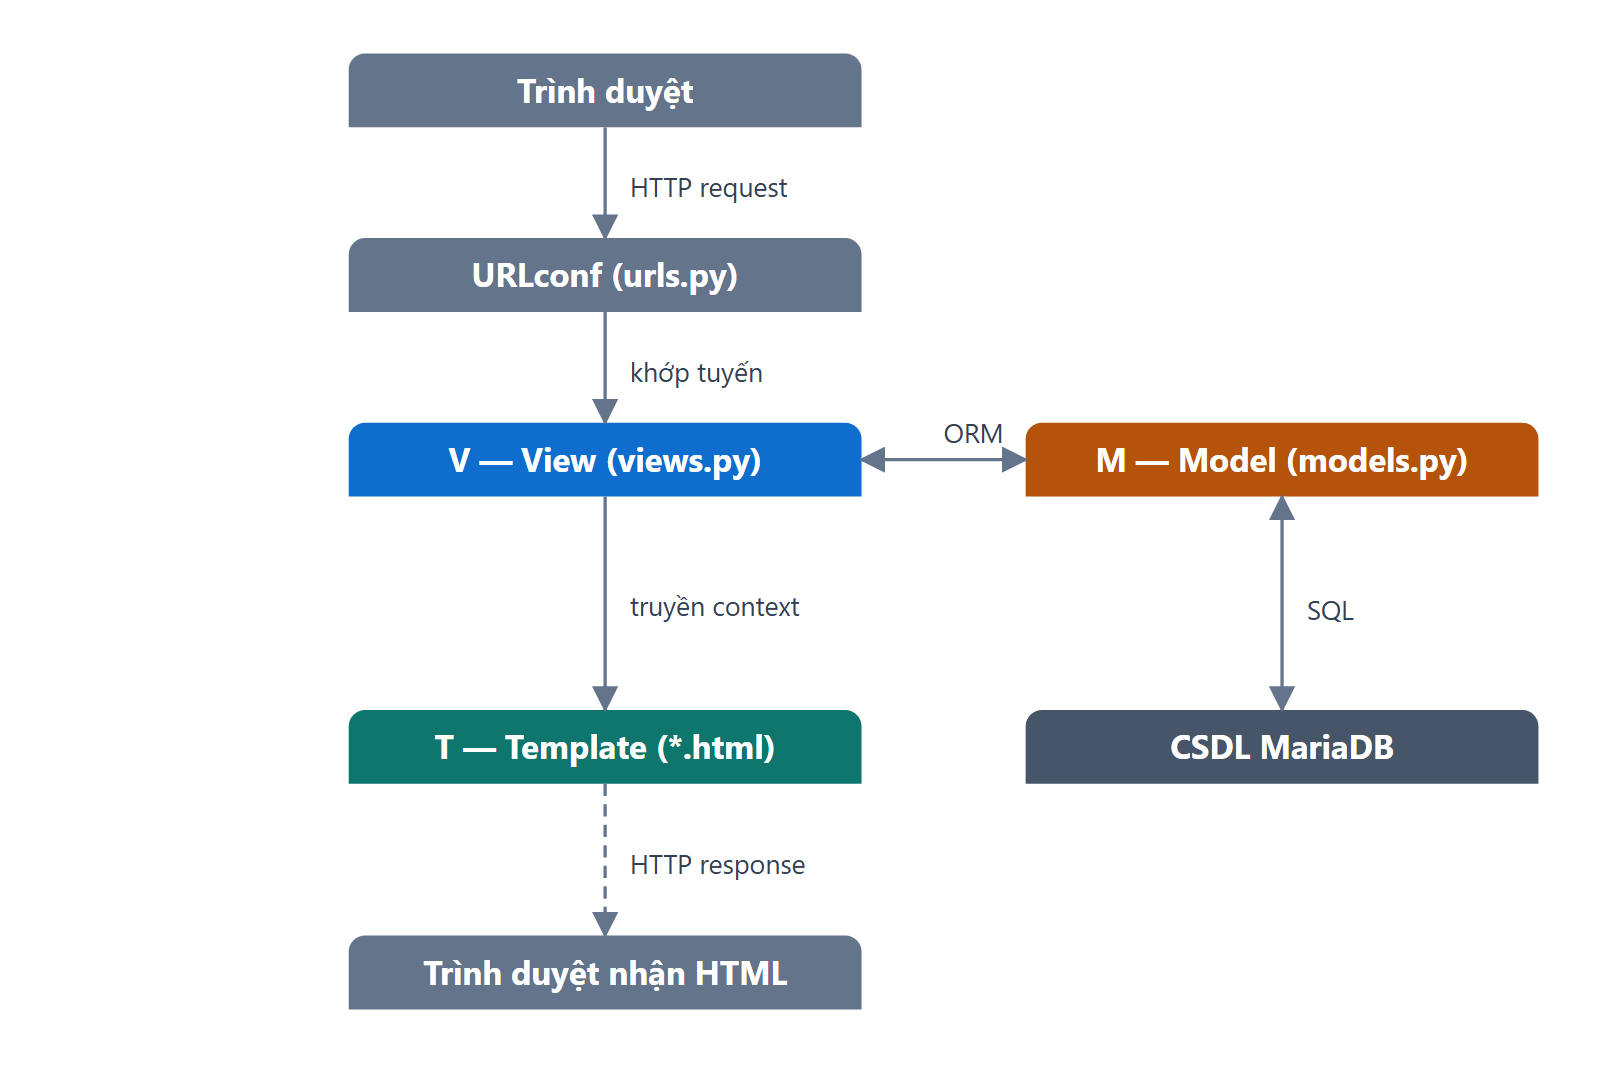 Trình duyệt
HTTP request
URLconf (urls.py)
khớp tuyến
V — View (views.py)
ORM
M — Model (models.py)
truyền context
SQL
T — Template (*.html)
CSDL MariaDB
HTTP response
Trình duyệt nhận HTML